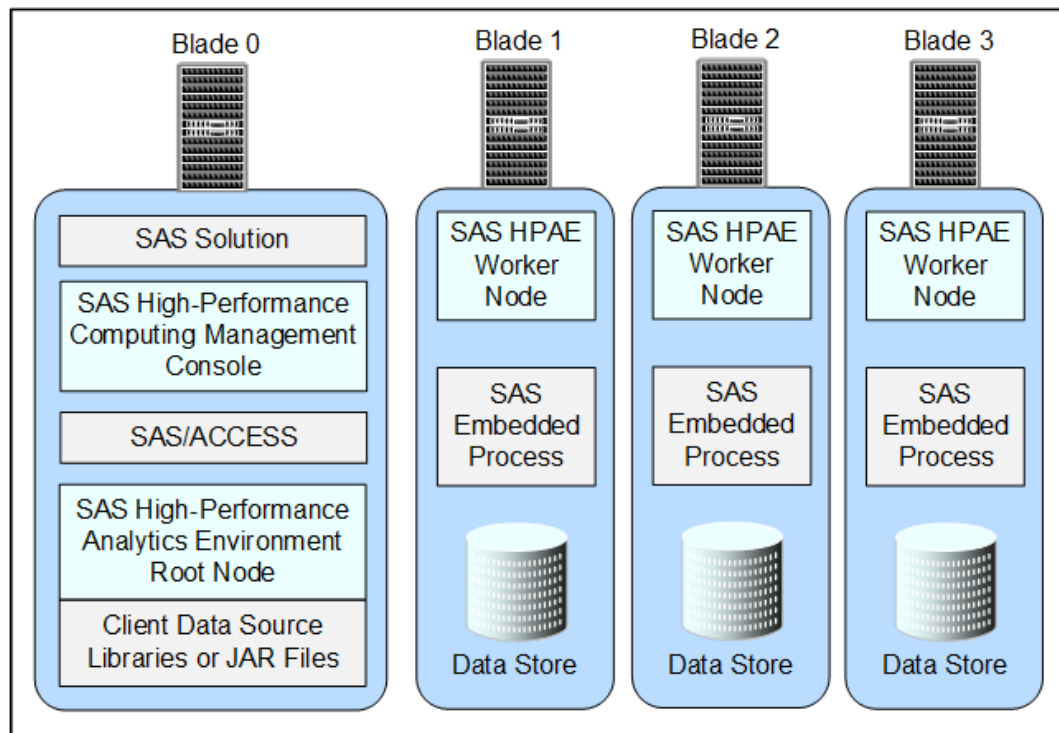 Blade 0
Blade 1
Blade 2
Blade 3
SAS Solution
SAS High-Performance
Computing Management
Console
SAS/ACCESS
SAS High-Performance
Analytics Environment
Root Node
Client Data Source
Libraries or JAR Files
SAS HPAE
Worker
Node
SAS
Embedded
Process
Data Store
SAS HPAE
Worker
Node
SAS
Embedded
Process
Data Store
SAS HPAE
Worker
Node
SAS
Embedded
Process
Data Store